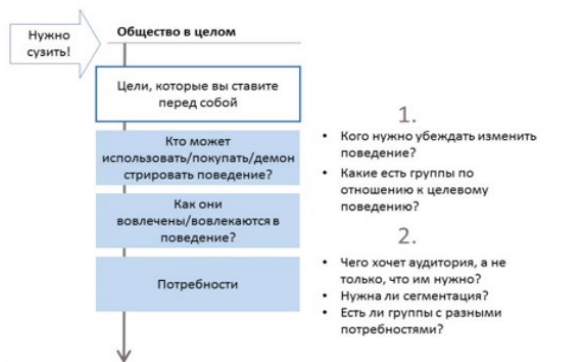 Нужно
сузить!
Общество в целом
Цели, которые вы ставите
перед собой
Кто может
использовать/покупать/демон
стрировать поведение?
Как они
вовлечены/вовлекаются в
поведение?
Потребности
1.
• Кого нужно убеждать изменить
поведение?
• Какие есть группы по
отношению к целевому
поведению?
2.
• Чего хочет аудитория, а не
только, что им нужно?
• Нужна ли сегментация?
• Есть ли группы с разными
потребностями?